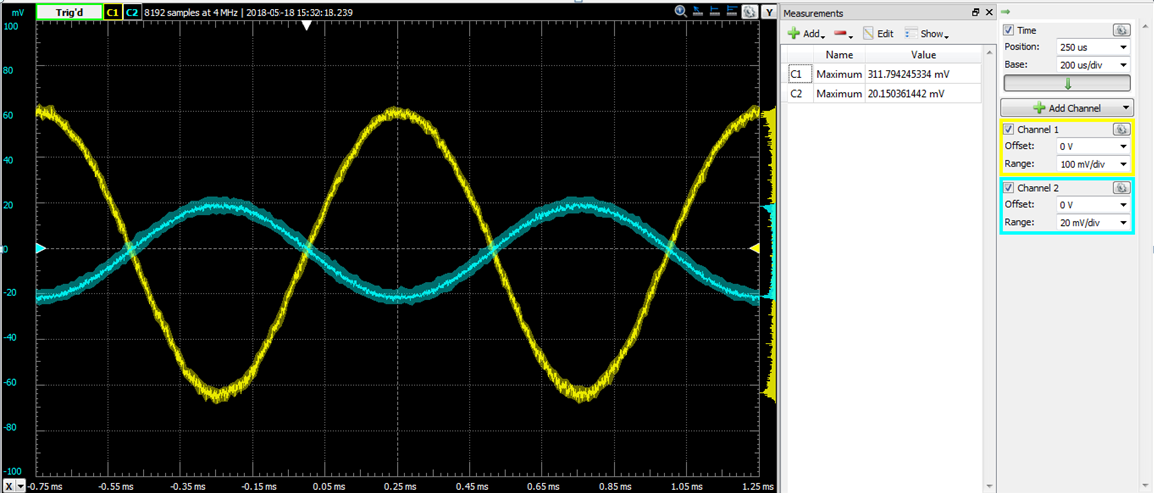 mV Trig'd C1 C2 8192 samples at 4 MHz | 2018-05-18 15:32:18.239 Y
100
80
60
40
20
0
-20
-40
-60
-80
-100
X -0.75 ms -0.55 ms -0.35 ms -0.15 ms 0.05 ms 0.25 ms 0.45 ms 0.65 ms 0.85 ms 1.05 ms 1.25 ms
Measurements
Add Edit Show
Name Value
C1 Maximum 311.794245334 mV
C2 Maximum 20.150361442 mV
Time
Position: 250 us
Base: 200 us/div
Add Channel
Channel 1
Offset: 0 V
Range: 100 mV/div
Channel 2
Offset: 0 V
Range: 20 mV/div